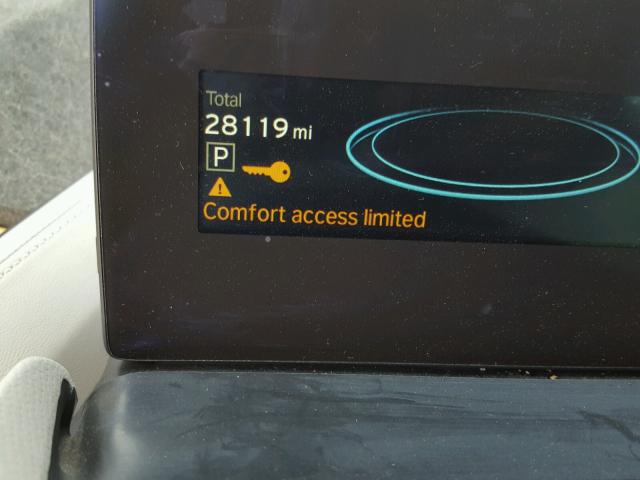 Total
28119 mi
P
Comfort access limited